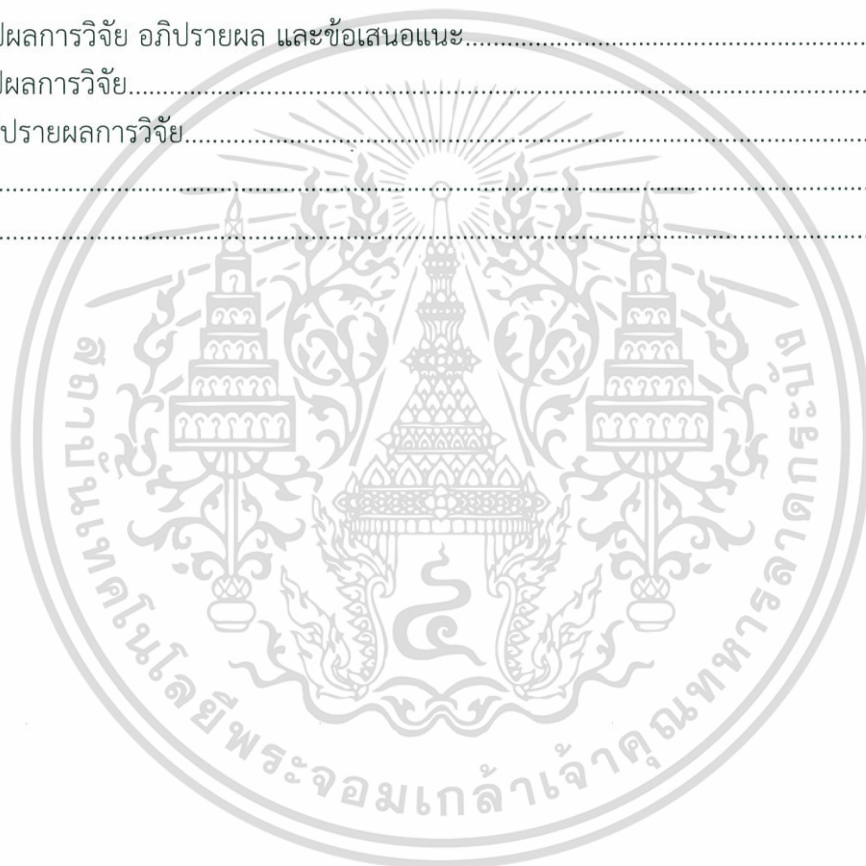 ปผลการวิจัย อภิปรายผล และข้อเสนอแนะ................................................................
ปผลการวิจัย................................................................................................
ปรายผลการวิจัย........................................................................................
................................................................................................................
................................................................................................................
สถาบันเทคโนโลยีพระจอมเกล้าเจ้าคุณทหารลาดกระบัง